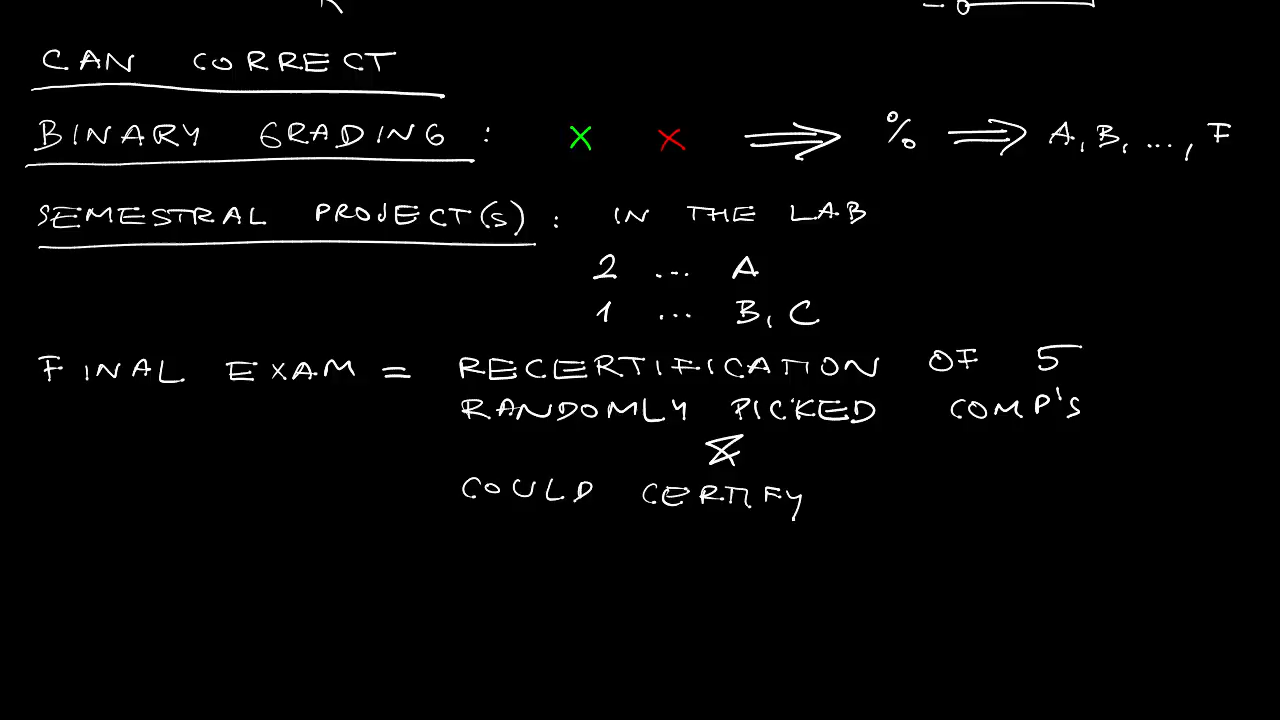 CAN CORRECT
BINARY GRADING : X X ⇒ % ⇒ A, B, ..., F
SEMESTRAL PROJECT(S) : IN THE LAB
2 ... A
1 ... B, C
FINAL EXAM = RECERTIFICATION OF 5
RANDOMLY PICKED COMP'S
&
COULD CERTIFY